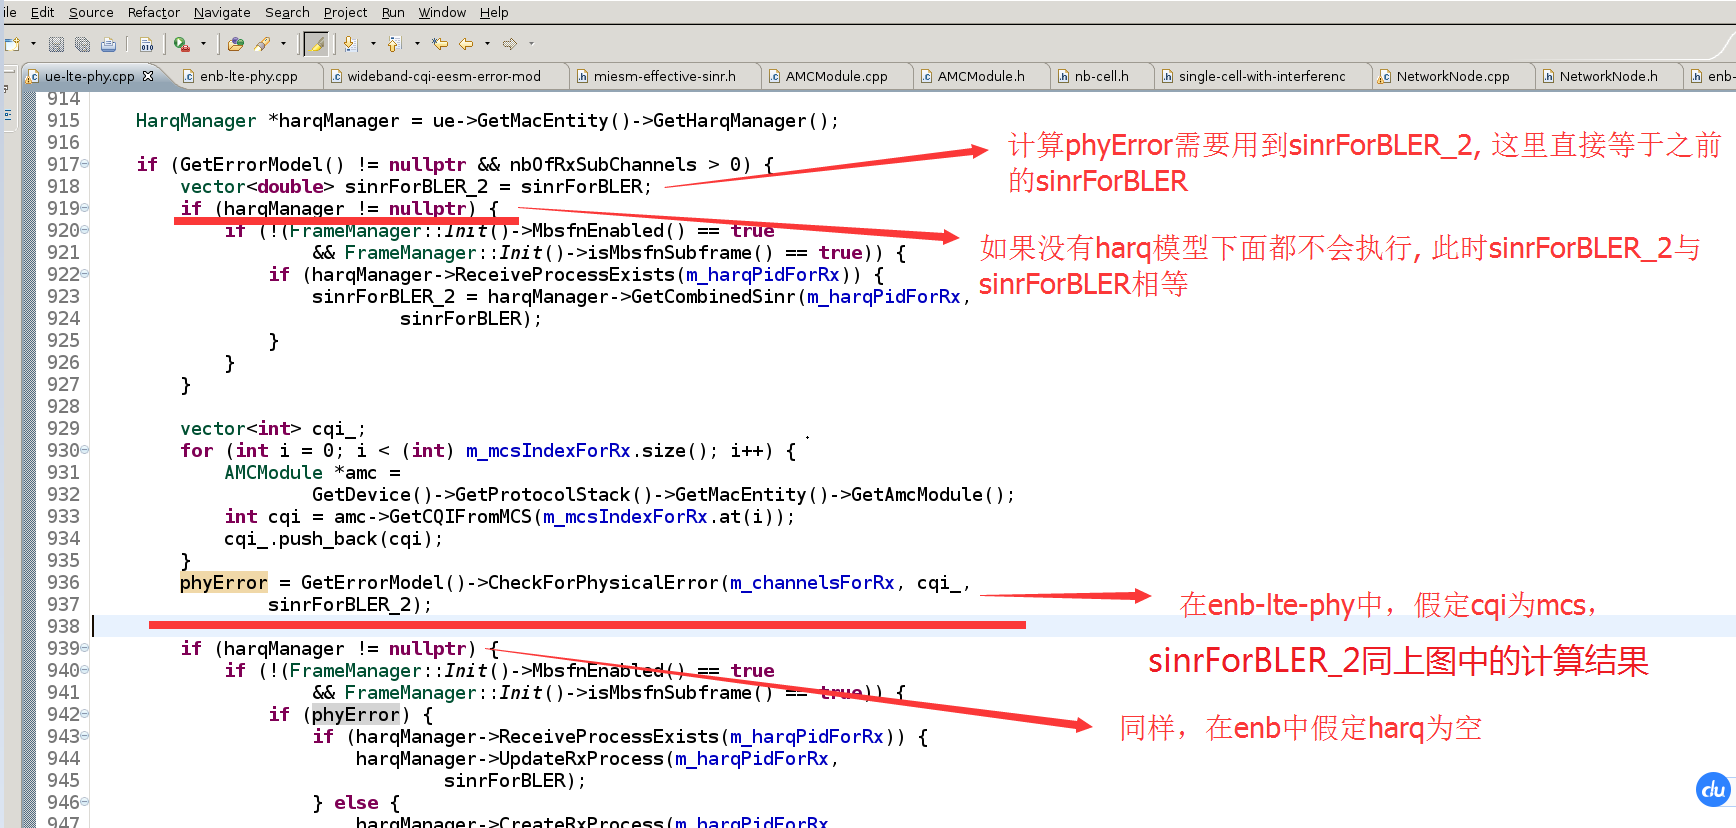 ile Edit Source Refactor Navigate Search Project Run Window Help
ue-lte-phy.cpp enb-lte-phy.cpp wideband-cqi-eesm-error-mod miesm-effective-sinr.h AMCModule.cpp AMCModule.h nb-cell.h single-cell-with-interferenc NetworkNode.cpp NetworkNode.h enb-
914
915 HarqManager *harqManager = ue->GetMacEntity()->GetHarqManager();
916
917 if (GetErrorModel() != nullptr && nbOfRxSubChannels > 0) {
918 vector<double> sinrForBLER_2 = sinrForBLER;
919 if (harqManager != nullptr) {
920 if (!(FrameManager::Init()->MbsfnEnabled() == true
921 && FrameManager::Init()->isMbsfnSubframe() == true)) {
922 if (harqManager->ReceiveProcessExists(m_harqPidForRx)) {
923 sinrForBLER_2 = harqManager->GetCombinedSinr(m_harqPidForRx,
924 sinrForBLER);
925 }
926 }
927 }
928
929 vector<int> cqi_;
930 for (int i = 0; i < (int) m_mcsIndexForRx.size(); i++) {
931 AMCModule *amc =
932 GetDevice()->GetProtocolStack()->GetMacEntity()->GetAmcModule();
933 int cqi = amc->GetCQIFromMCS(m_mcsIndexForRx.at(i));
934 cqi_.push_back(cqi);
935 }
936 phyError = GetErrorModel()->CheckForPhysicalError(m_channelsForRx, cqi_,
937 sinrForBLER_2);
938
939 if (harqManager != nullptr) {
940 if (!(FrameManager::Init()->MbsfnEnabled() == true
941 && FrameManager::Init()->isMbsfnSubframe() == true)) {
942 if (phyError) {
943 if (harqManager->ReceiveProcessExists(m_harqPidForRx)) {
944 harqManager->UpdateRxProcess(m_harqPidForRx,
945 sinrForBLER);
946 } else {
947 harqManager->CreateRxProcess(m_harqPidForRx,
计算phyError需要用到sinrForBLER_2, 这里直接等于之前
的sinrForBLER
如果没有harq模型下面都不会执行, 此时sinrForBLER_2与
sinrForBLER相等
在enb-lte-phy中，假定cqi为mcs，
sinrForBLER_2同上图中的计算结果
同样，在enb中假定harq为空
du